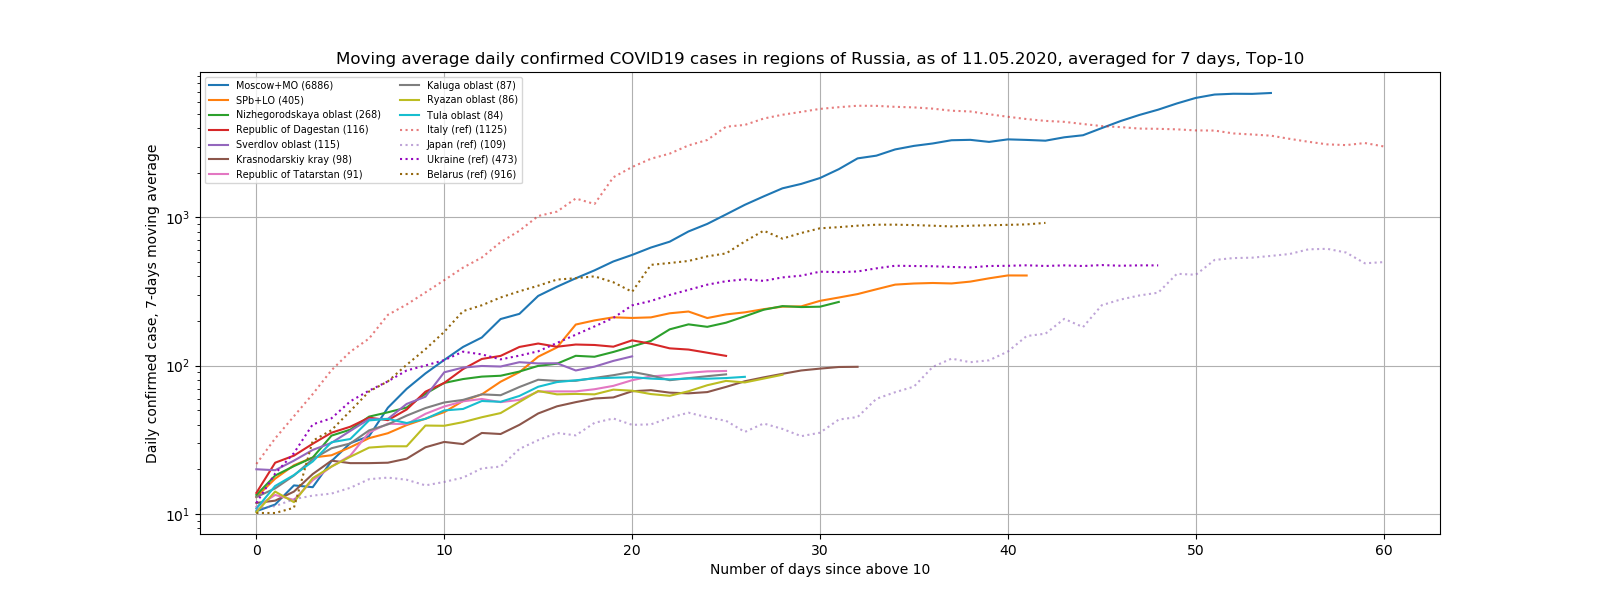 Moving average daily confirmed COVID19 cases in regions of Russia, as of 11.05.2020, averaged for 7 days, Top-10
Moscow+MO (6886)
SPb+LO (405)
Nizhegorodskaya oblast (268)
Republic of Dagestan (116)
Sverdlov oblast (115)
Krasnodarskiy kray (98)
Republic of Tatarstan (91)
Kaluga oblast (87)
Ryazan oblast (86)
Tula oblast (84)
Italy (ref) (1125)
Japan (ref) (109)
Ukraine (ref) (473)
Belarus (ref) (916)
Daily confirmed case, 7-days moving average
10³
10²
10¹
0 10 20 30 40 50 60
Number of days since above 10